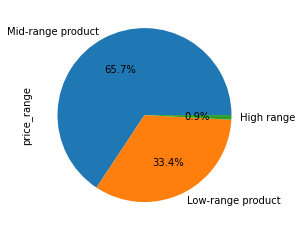 Mid-range product
65.7%
price_range
0.9%
High range
33.4%
Low-range product